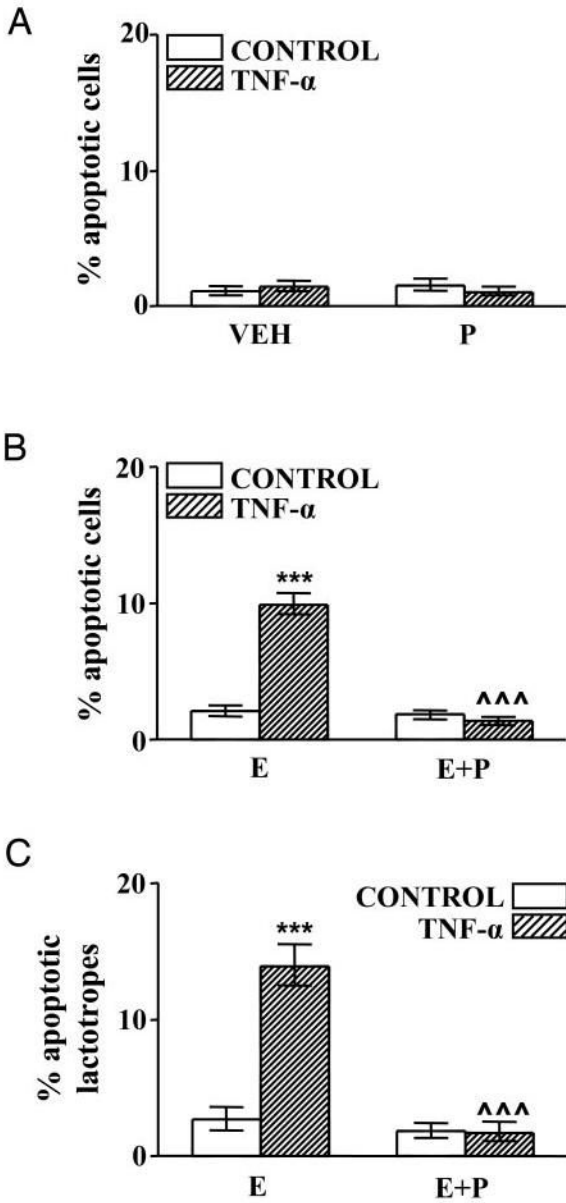 A
20
CONTROL
TNF-α
% apoptotic cells
10
0
VEH P
B
20
CONTROL
TNF-α
% apoptotic cells
***
10
^^^
0
E E+P
C
20
CONTROL
TNF-α
% apoptotic
lactotropes
***
10
^^^
0
E E+P